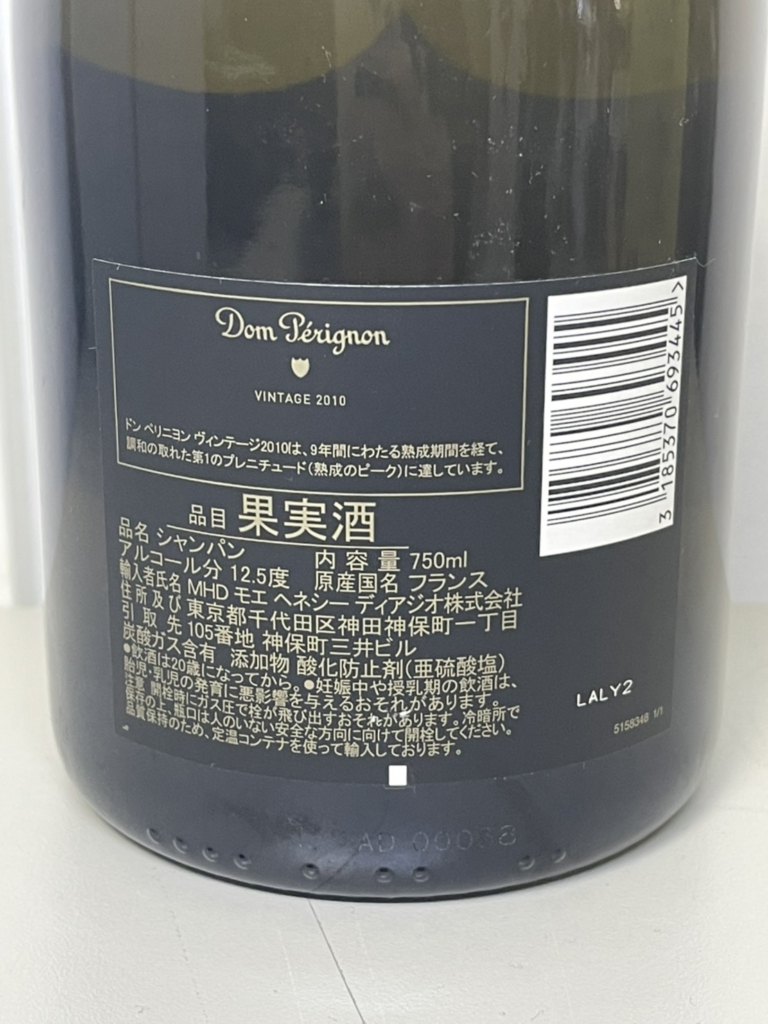 Dom Pérignon
VINTAGE 2010
ドン ペリニヨン ヴィンテージ2010は、9年間にわたる熟成期間を経て、
調和の取れた第1のプレニチュード(熟成のピーク)に達しています。
品目 果実酒
品名 シャンパン 内容量 750ml
アルコール分 12.5度 原産国名 フランス
輸入者氏名 MHD モエ ヘネシー ディアジオ株式会社
住所及び 東京都千代田区神田神保町一丁目
引取先 105番地 神保町三井ビル
炭酸ガス含有 添加物 酸化防止剤(亜硫酸塩)
●飲酒は20歳になってから。●妊娠中や授乳期の飲酒は、
胎児・乳児の発育に悪影響を与えるおそれがあります。
注意 開栓時にガス圧で栓が飛び出すおそれがあります。冷暗所で
保存の上、瓶口は人のいない安全な方向に向けて開栓してください。
品質保持のため、定温コンテナを使って輸入しております。
3 185370 693445 >
LALY2
5158348 1/1